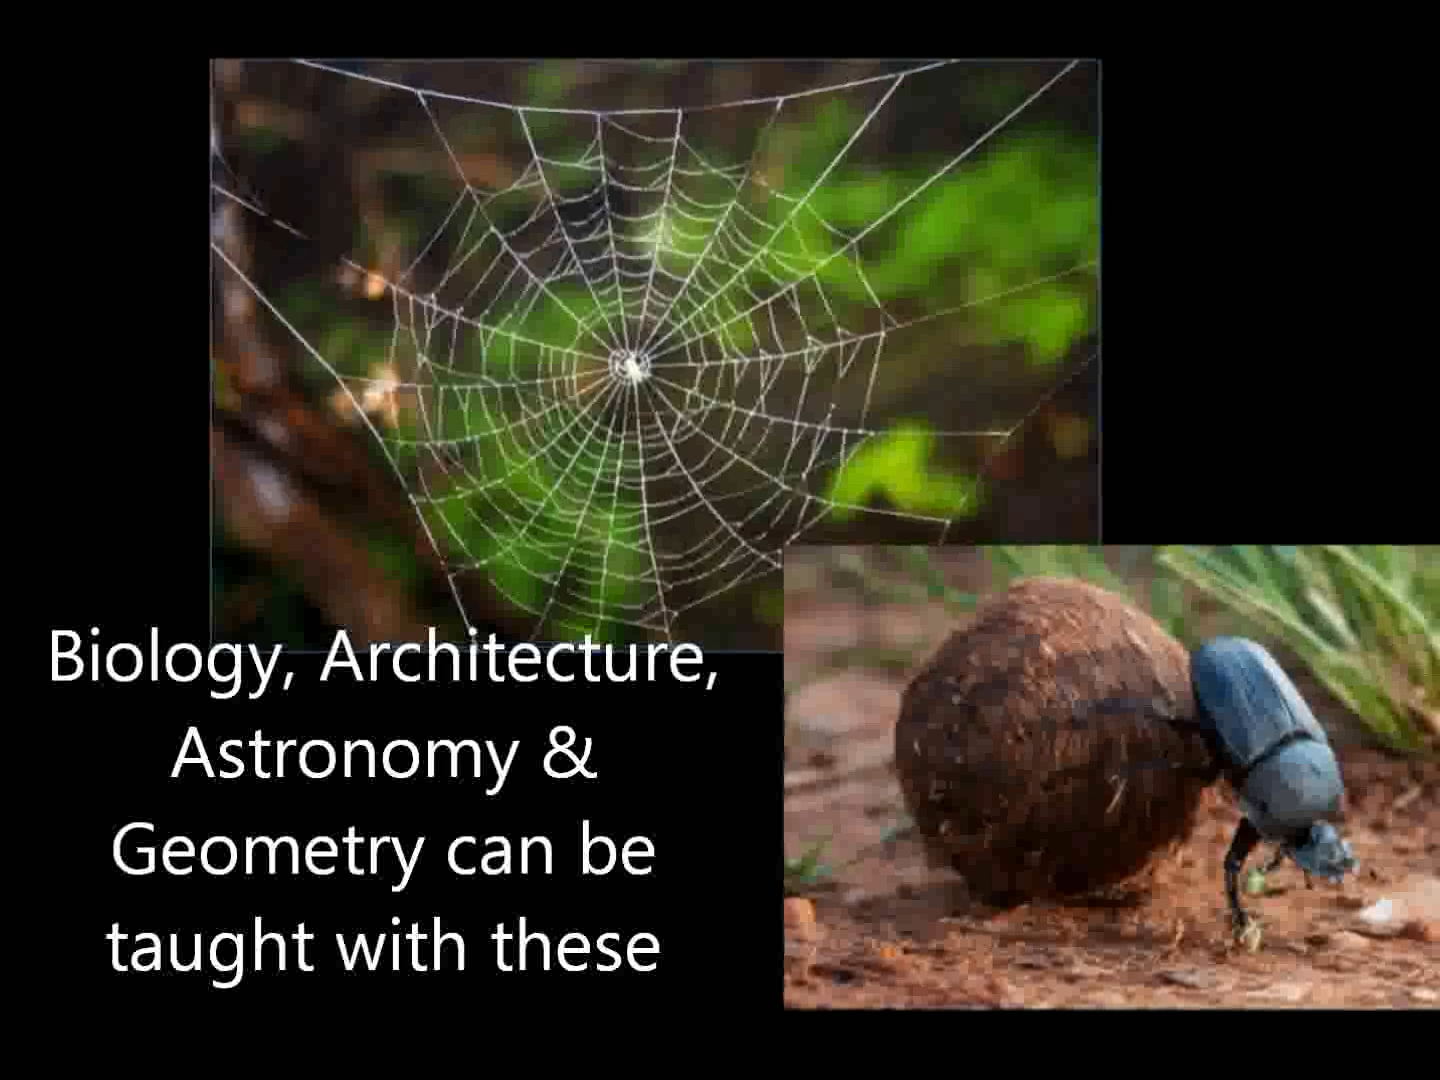 Biology, Architecture,
Astronomy &
Geometry can be
taught with these